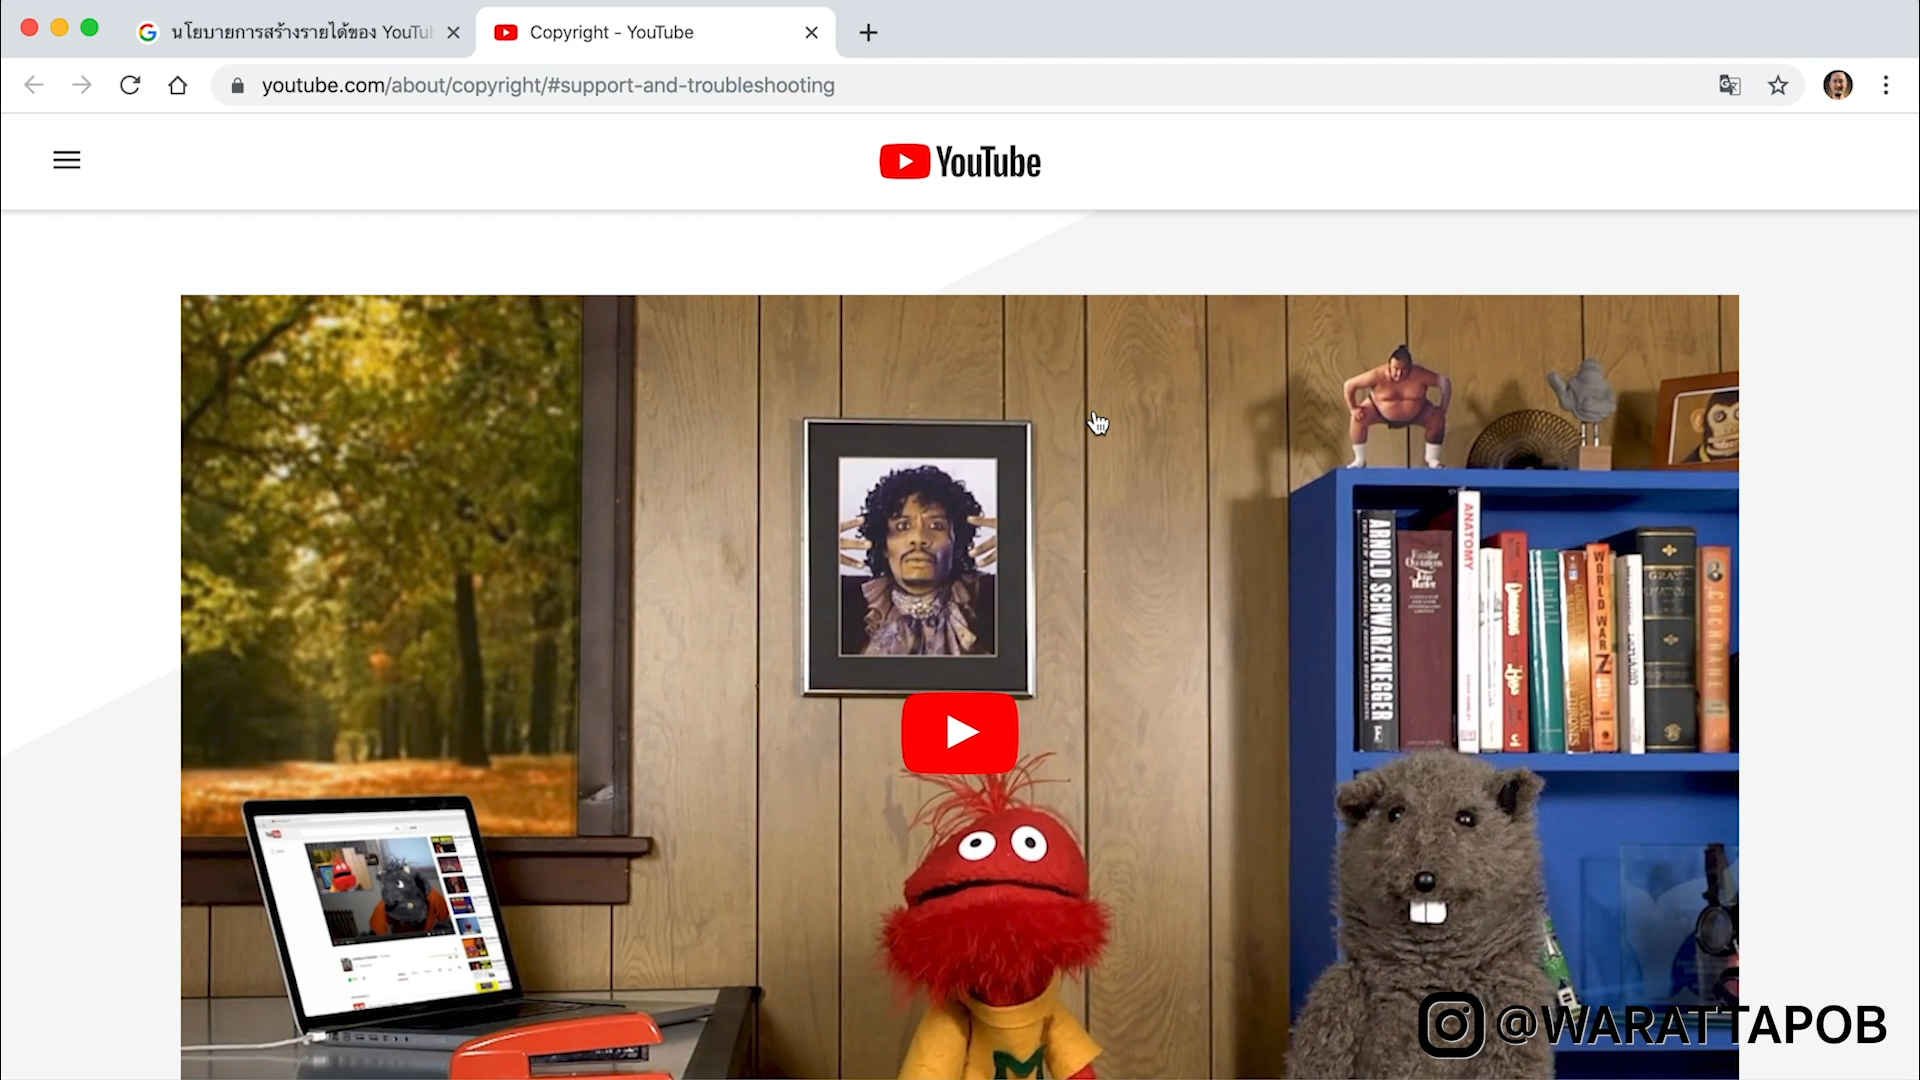 นโยบายการสร้างรายได้ของ YouTu
Copyright - YouTube
youtube.com/about/copyright/#support-and-troubleshooting
YouTube
ARNOLD SCHWARZENEGGER
ANATOMY
WORLD WAR Z
COCHRANE
M
@WARATTAPOB